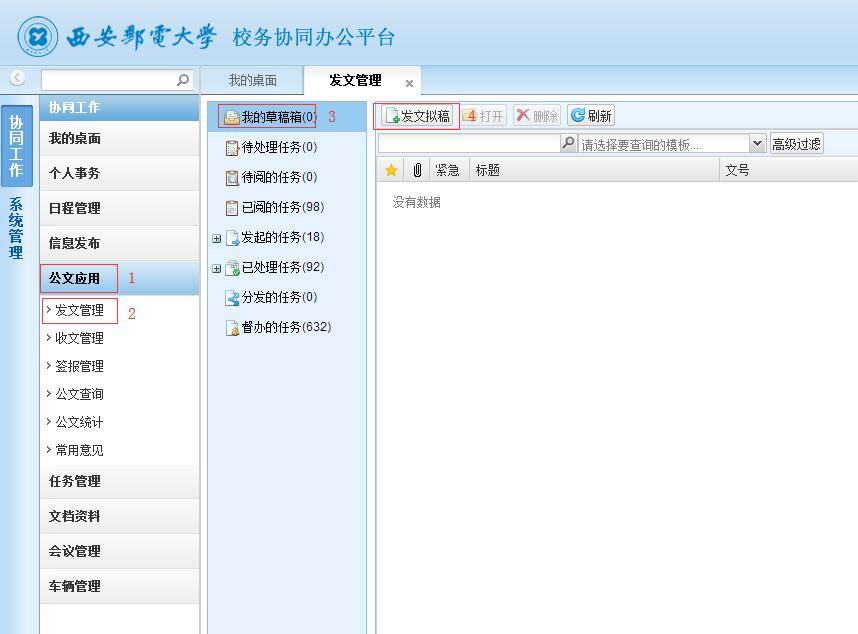 西安郵電大学 校务协同办公平台
我的桌面
发文管理
协同工作
系统管理
协同工作
我的桌面
个人事务
日程管理
信息发布
公文应用 1
发文管理 2
收文管理
签报管理
公文查询
公文统计
常用意见
任务管理
文档资料
会议管理
车辆管理
我的草稿箱(0) 3
待处理任务(0)
待阅的任务(0)
已阅的任务(98)
发起的任务(18)
已处理任务(92)
分发的任务(0)
督办的任务(632)
发文拟稿 4 打开 删除 刷新
请选择要查询的模板.... 高级过滤
紧急 标题 文号
没有数据